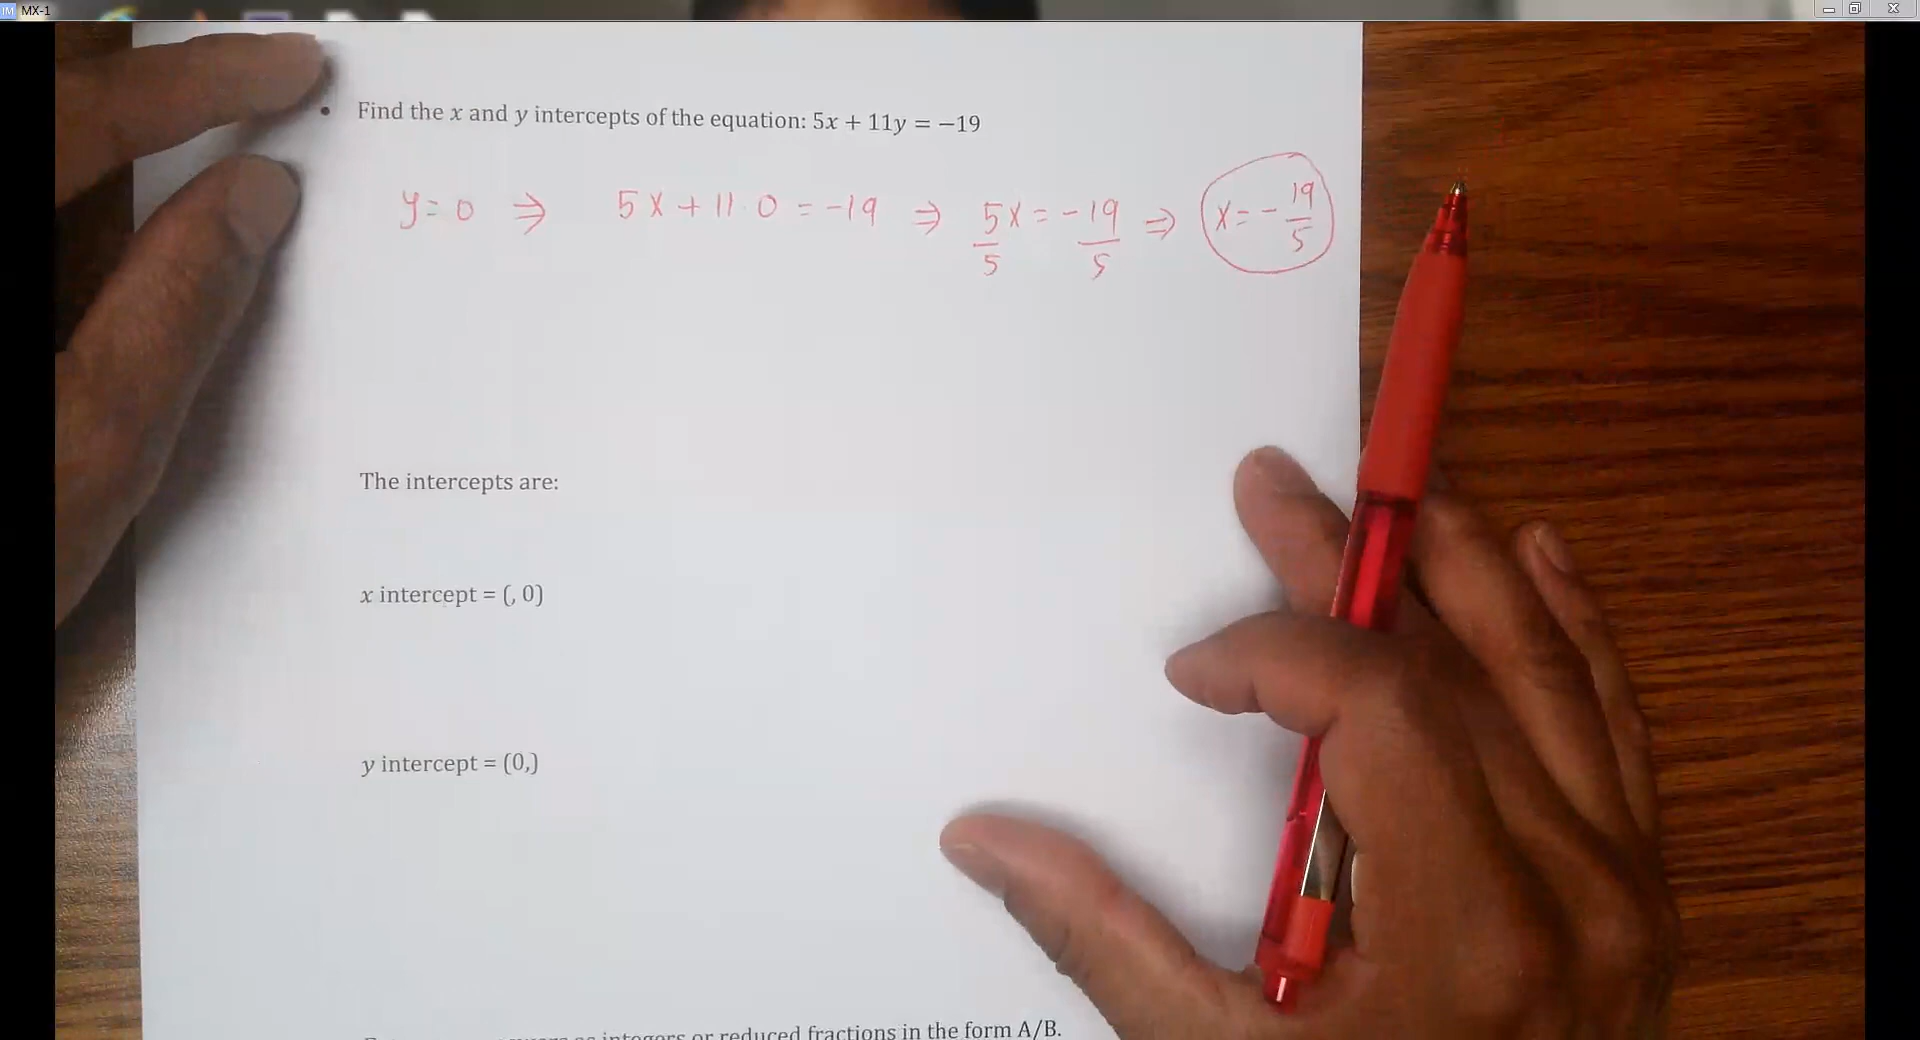 MX-1
• Find the x and y intercepts of the equation: 5x + 11y = −19
y = 0 ⇒ 5x + 11 · 0 = -19 ⇒ 5x/5 = -19/5 ⇒ x = - 19/5
The intercepts are:
x intercept = (, 0)
y intercept = (0,)
integers or reduced fractions in the form A/B.